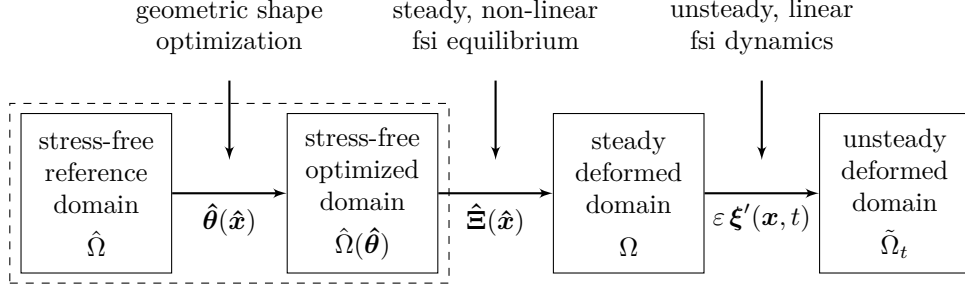 geometric shape
optimization
steady, non-linear
fsi equilibrium
unsteady, linear
fsi dynamics
stress-free
reference
domain
Ω̂
θ̂(x̂)
stress-free
optimized
domain
Ω̂(θ̂)
Ξ̂(x̂)
steady
deformed
domain
Ω
ε ξ′(x, t)
unsteady
deformed
domain
Ω̃ₜ